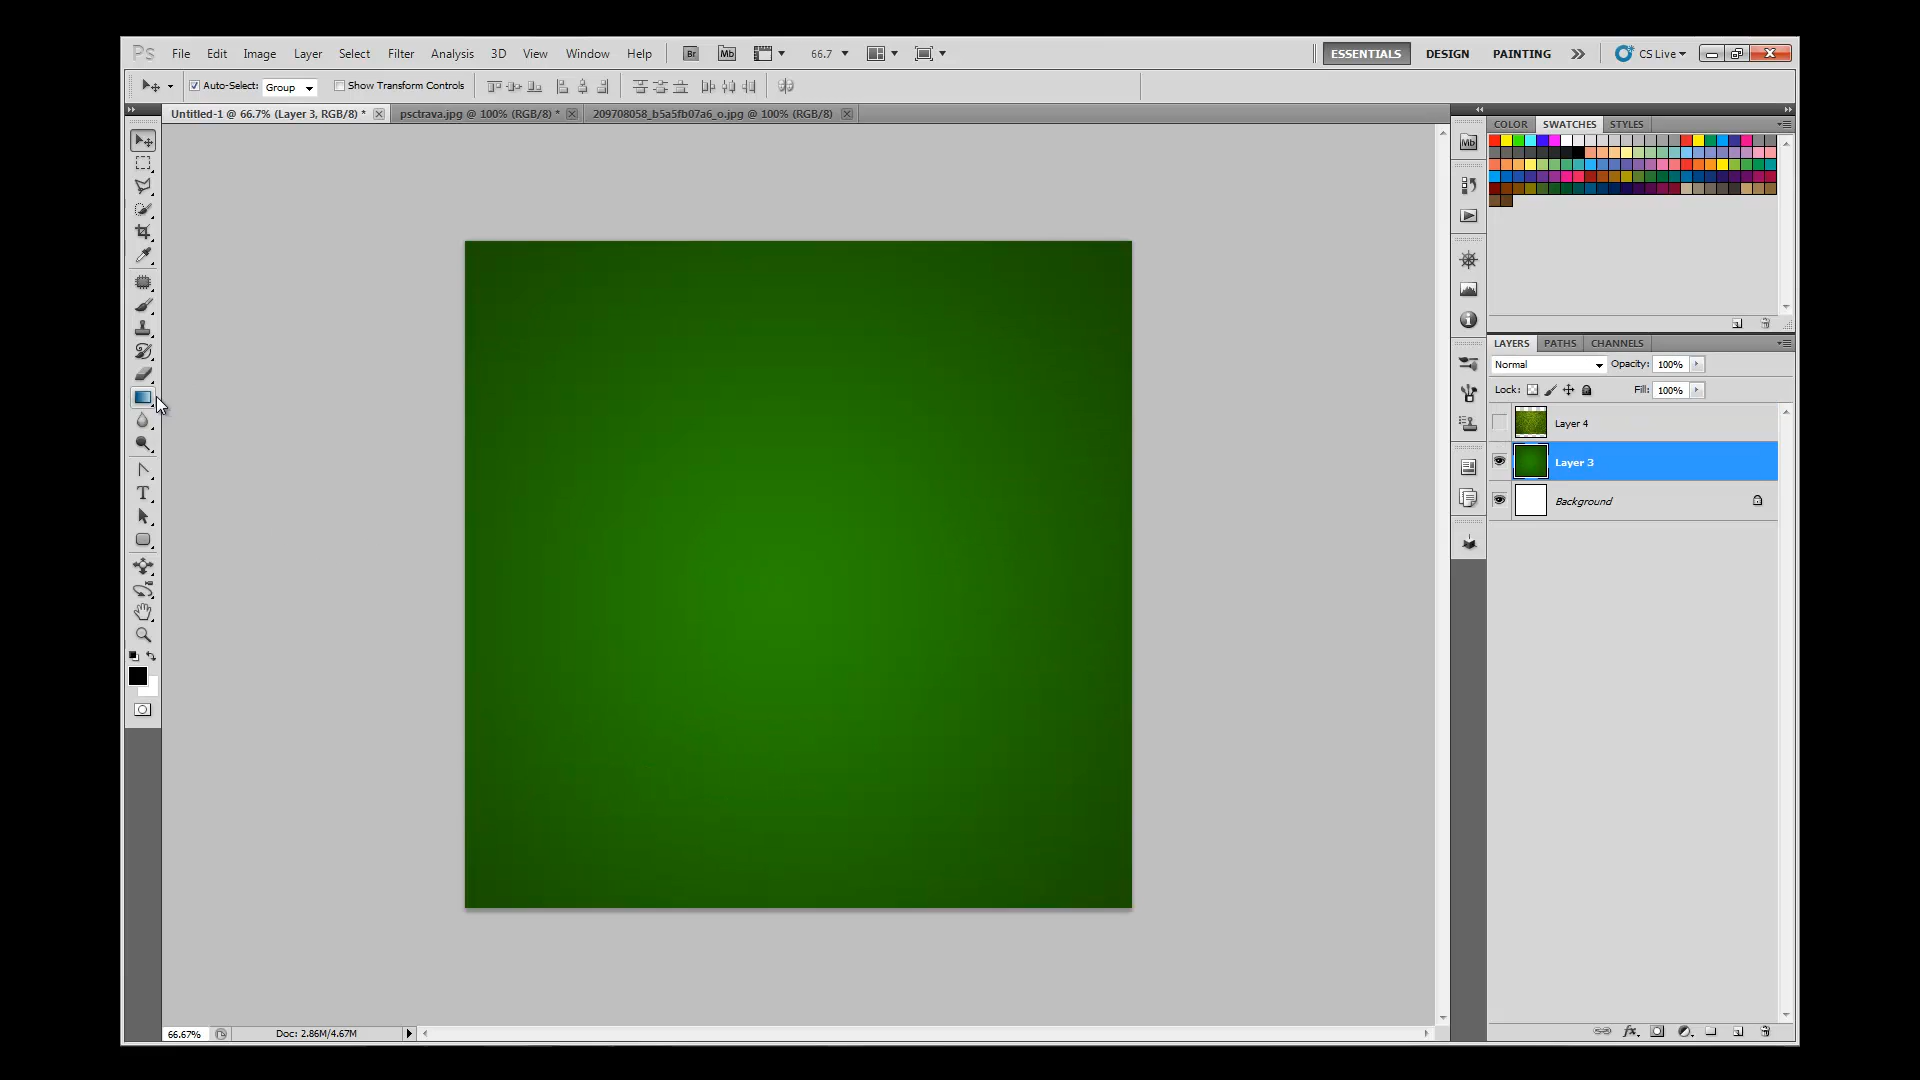 Ps File Edit Image Layer Select Filter Analysis 3D View Window Help Br Mb 66.7 ESSENTIALS DESIGN PAINTING CS Live
Auto-Select: Group Show Transform Controls
Untitled-1 @ 66.7% (Layer 3, RGB/8) * psctrava.jpg @ 100% (RGB/8) * 209708058_b5a5fb07a6_o.jpg @ 100% (RGB/8)
COLOR SWATCHES STYLES
Mb
LAYERS PATHS CHANNELS
Normal Opacity: 100%
Lock: Fill: 100%
Layer 4
Layer 3
Background
T
fx
66.67% Doc: 2.86M/4.67M